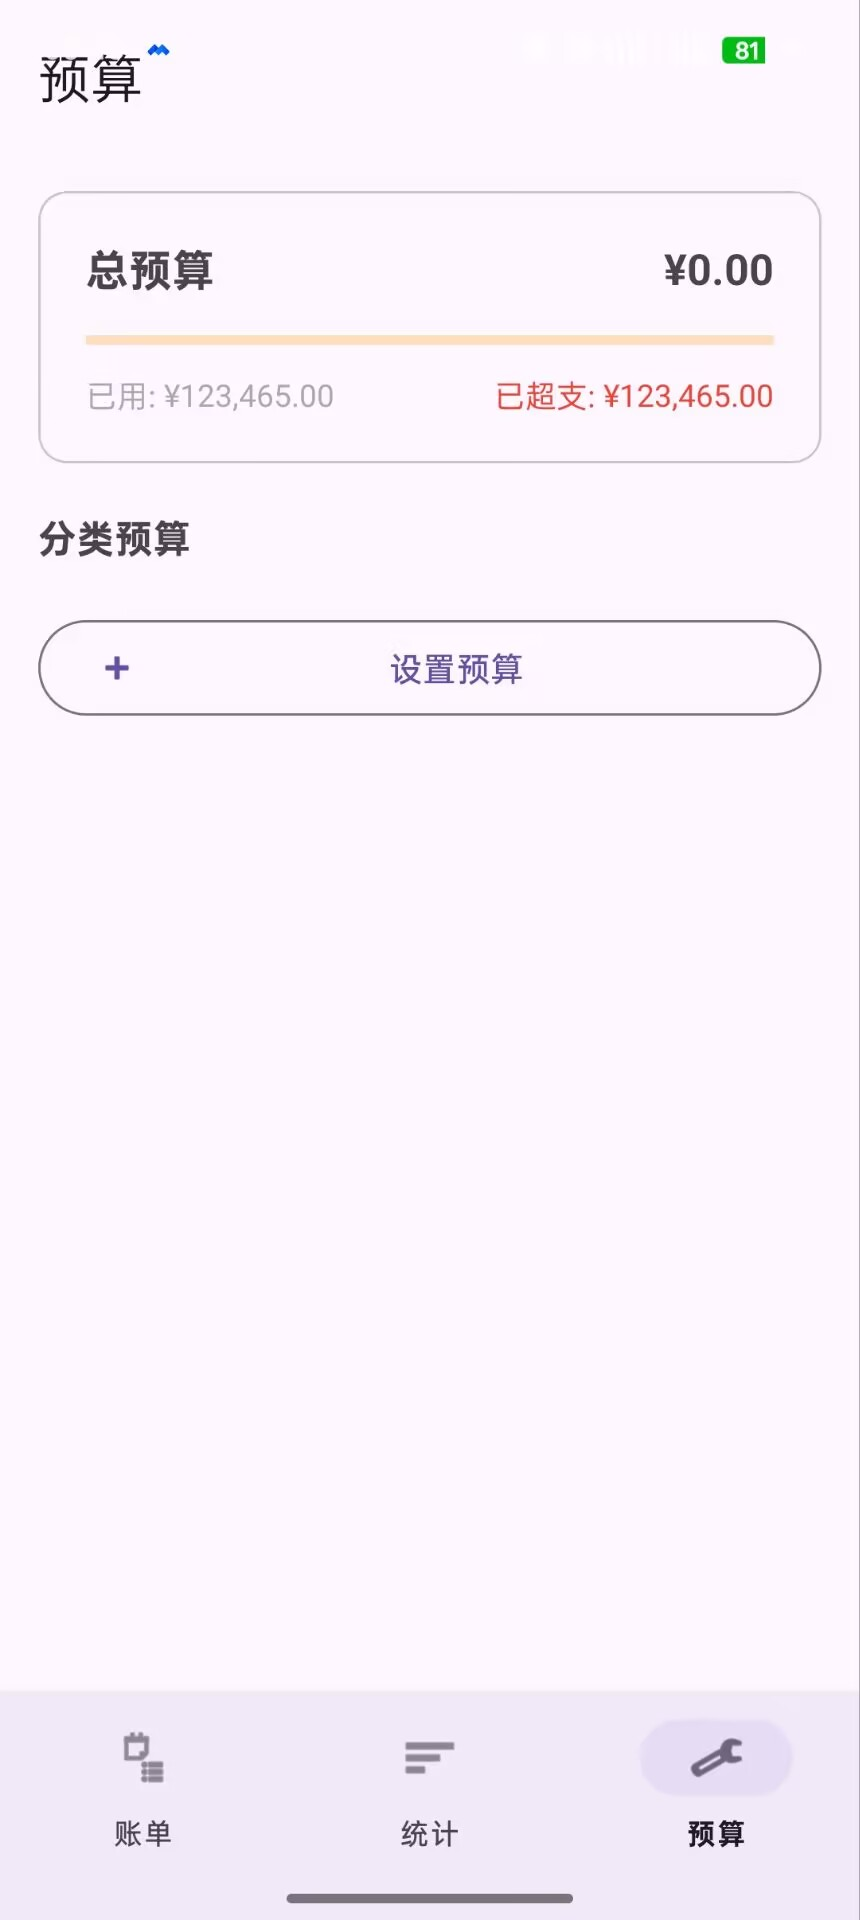 预算
81
总预算
¥0.00
已用: ¥123,465.00
已超支: ¥123,465.00
分类预算
+ 设置预算
账单
统计
预算